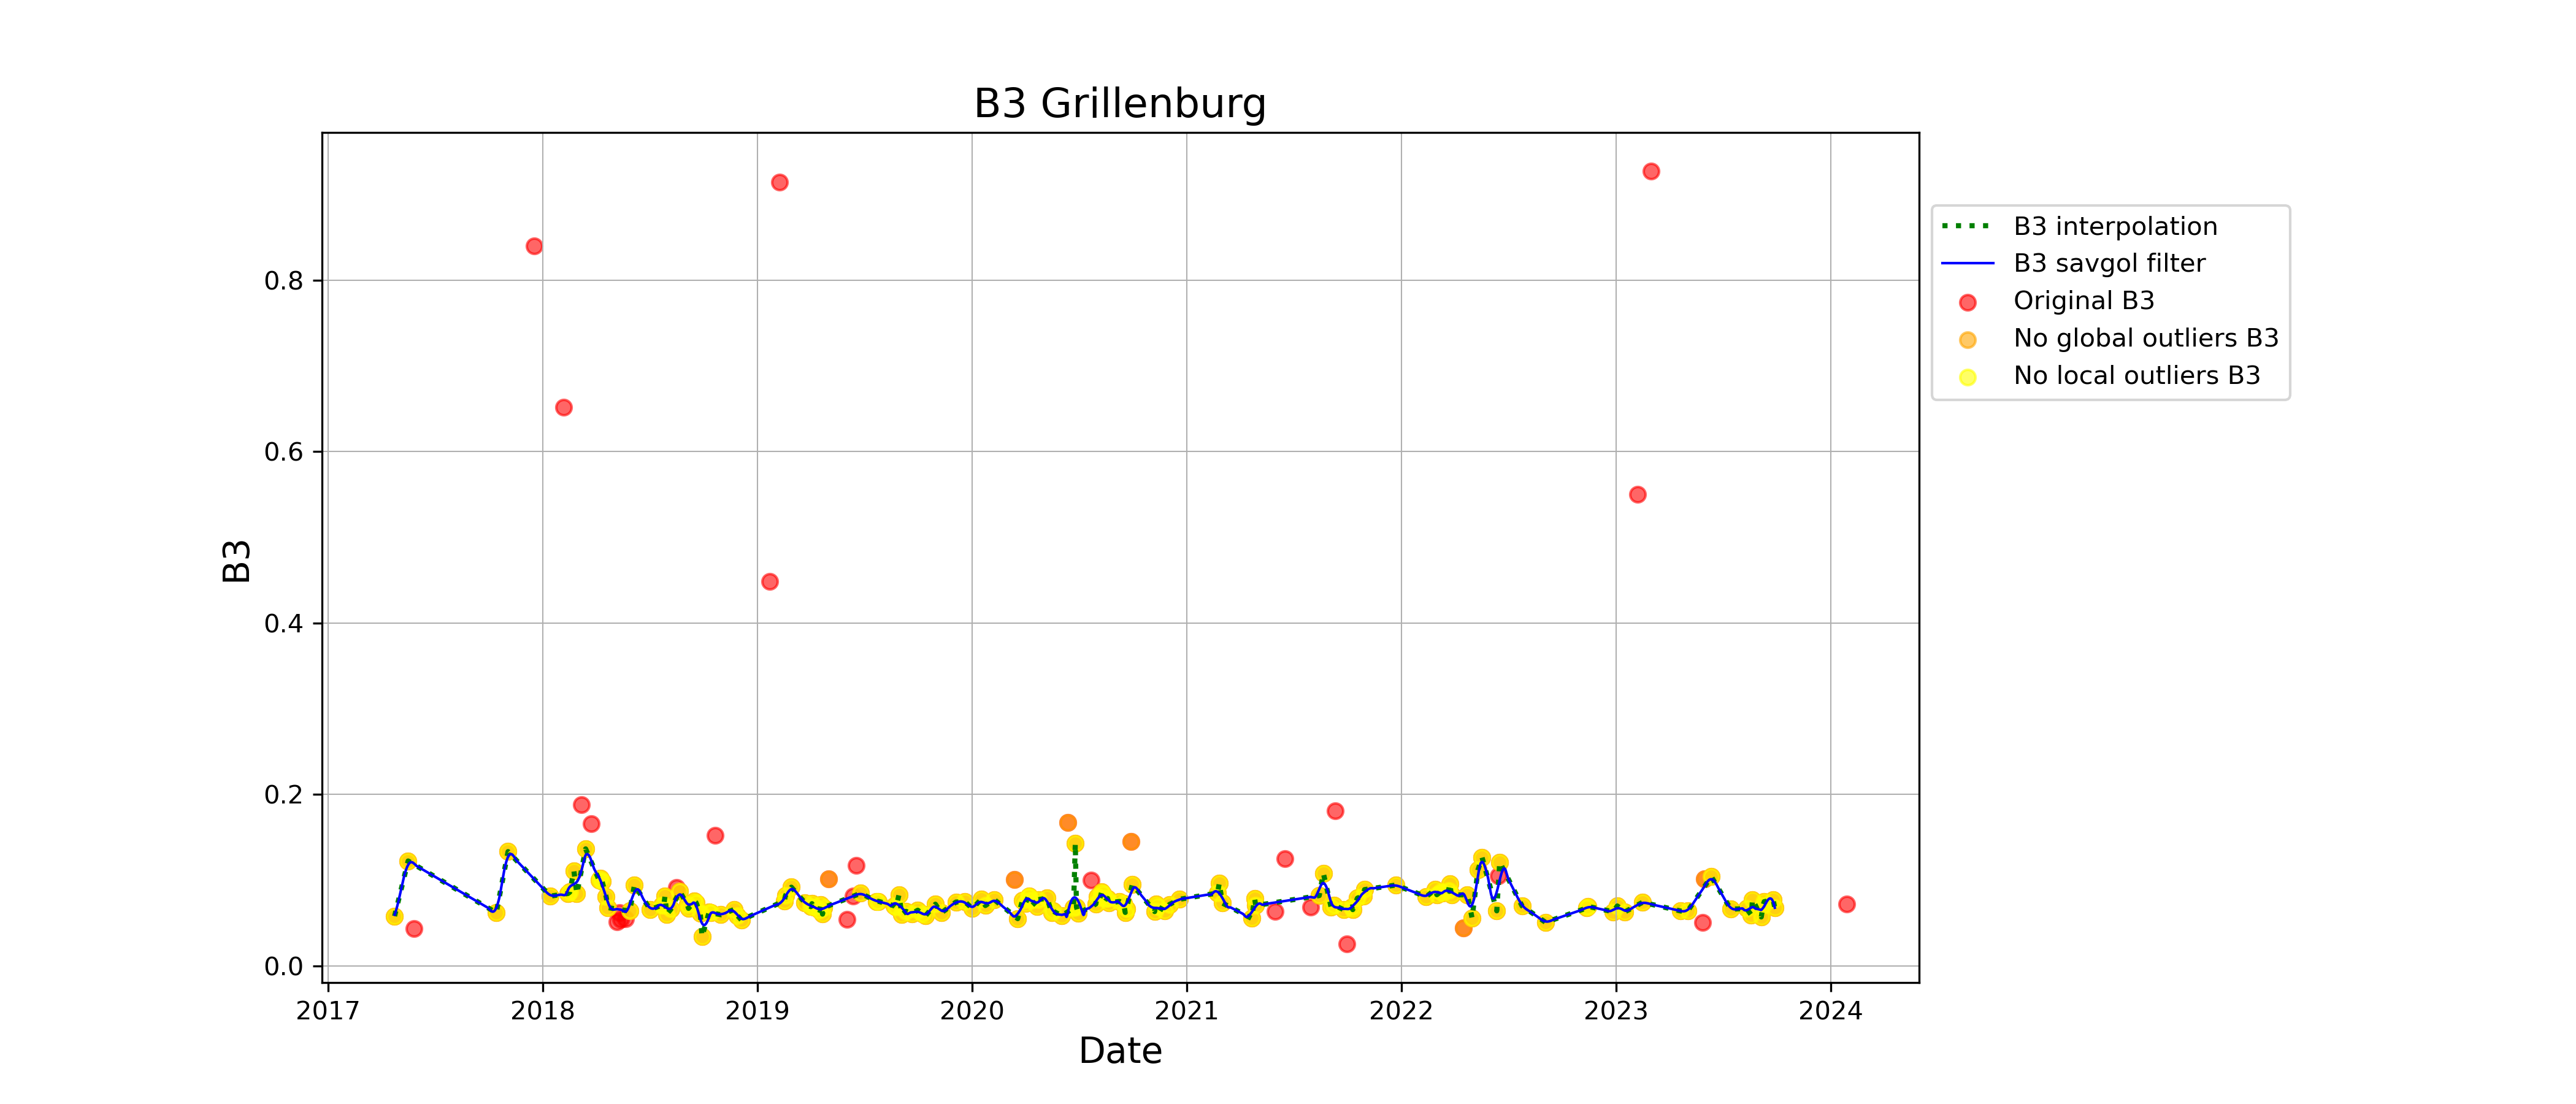 B3 Grillenburg
B3
0.8
0.6
0.4
0.2
0.0
2017 2018 2019 2020 2021 2022 2023 2024
Date
B3 interpolation
B3 savgol filter
Original B3
No global outliers B3
No local outliers B3